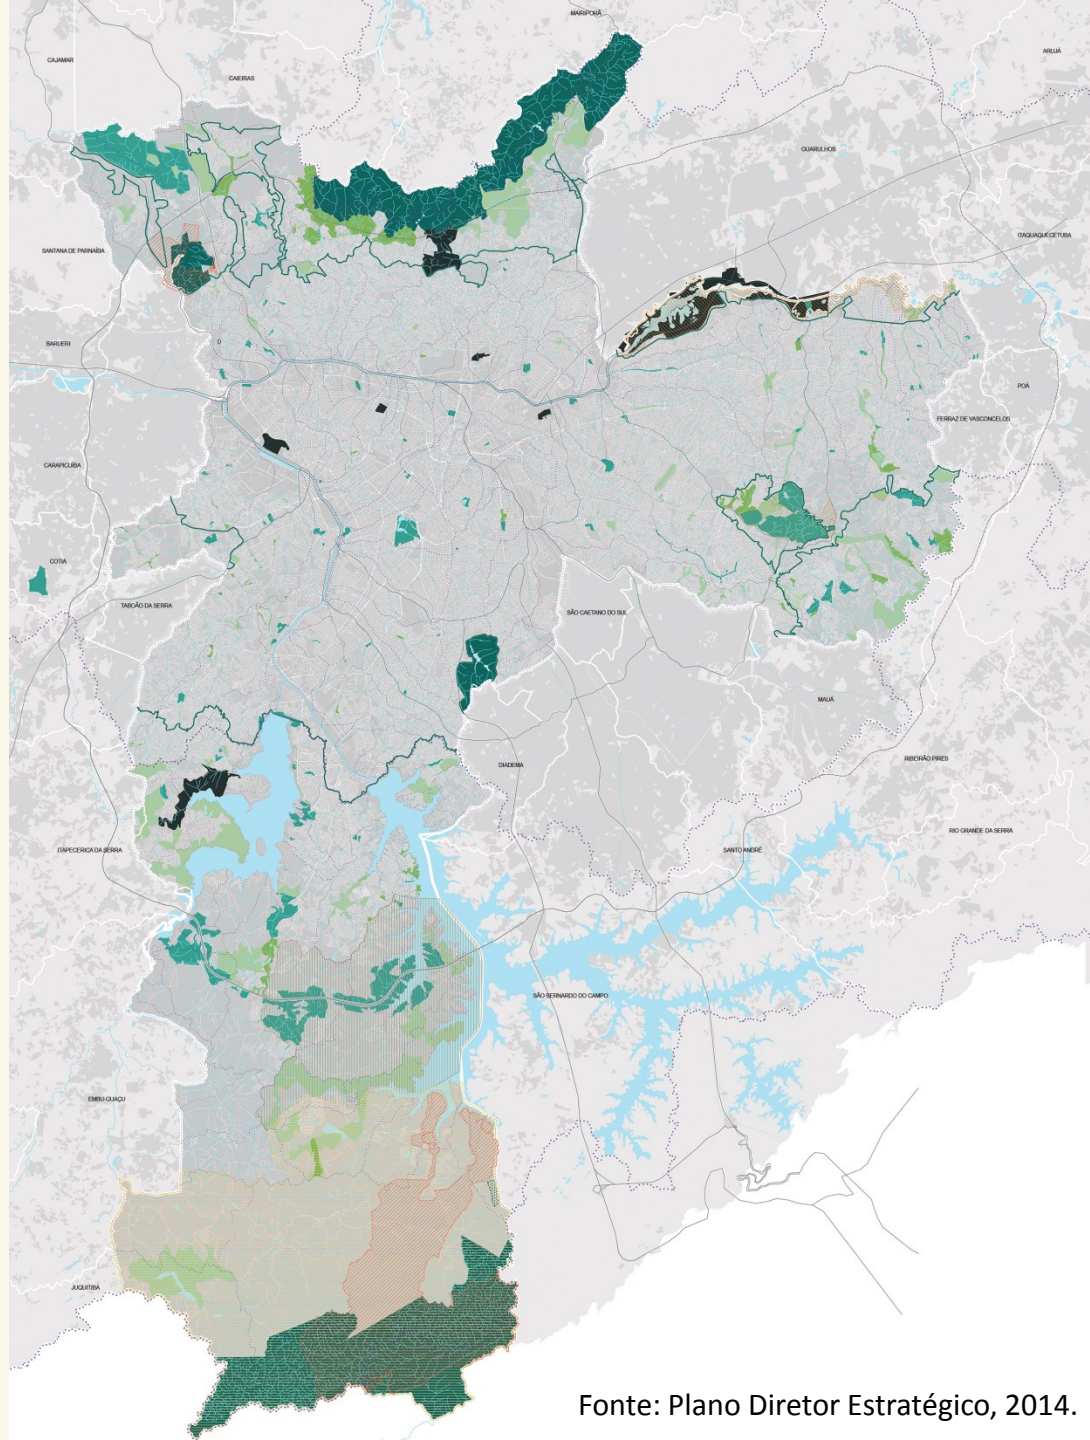 MAIRIPORÃ
CAJAMAR
ARUJÁ
CAIEIRAS
GUARULHOS
ITAQUAQUECETUBA
SANTANA DE PARNAÍBA
BARUERI
POÁ
FERRAZ DE VASCONCELOS
CARAPICUÍBA
COTIA
TABOÃO DA SERRA
SÃO CAETANO DO SUL
MAUÁ
DIADEMA
RIBEIRÃO PIRES
RIO GRANDE DA SERRA
ITAPECERICA DA SERRA
SANTO ANDRÉ
SÃO BERNARDO DO CAMPO
EMBU-GUAÇU
JUQUITIBA
Fonte: Plano Diretor Estratégico, 2014.